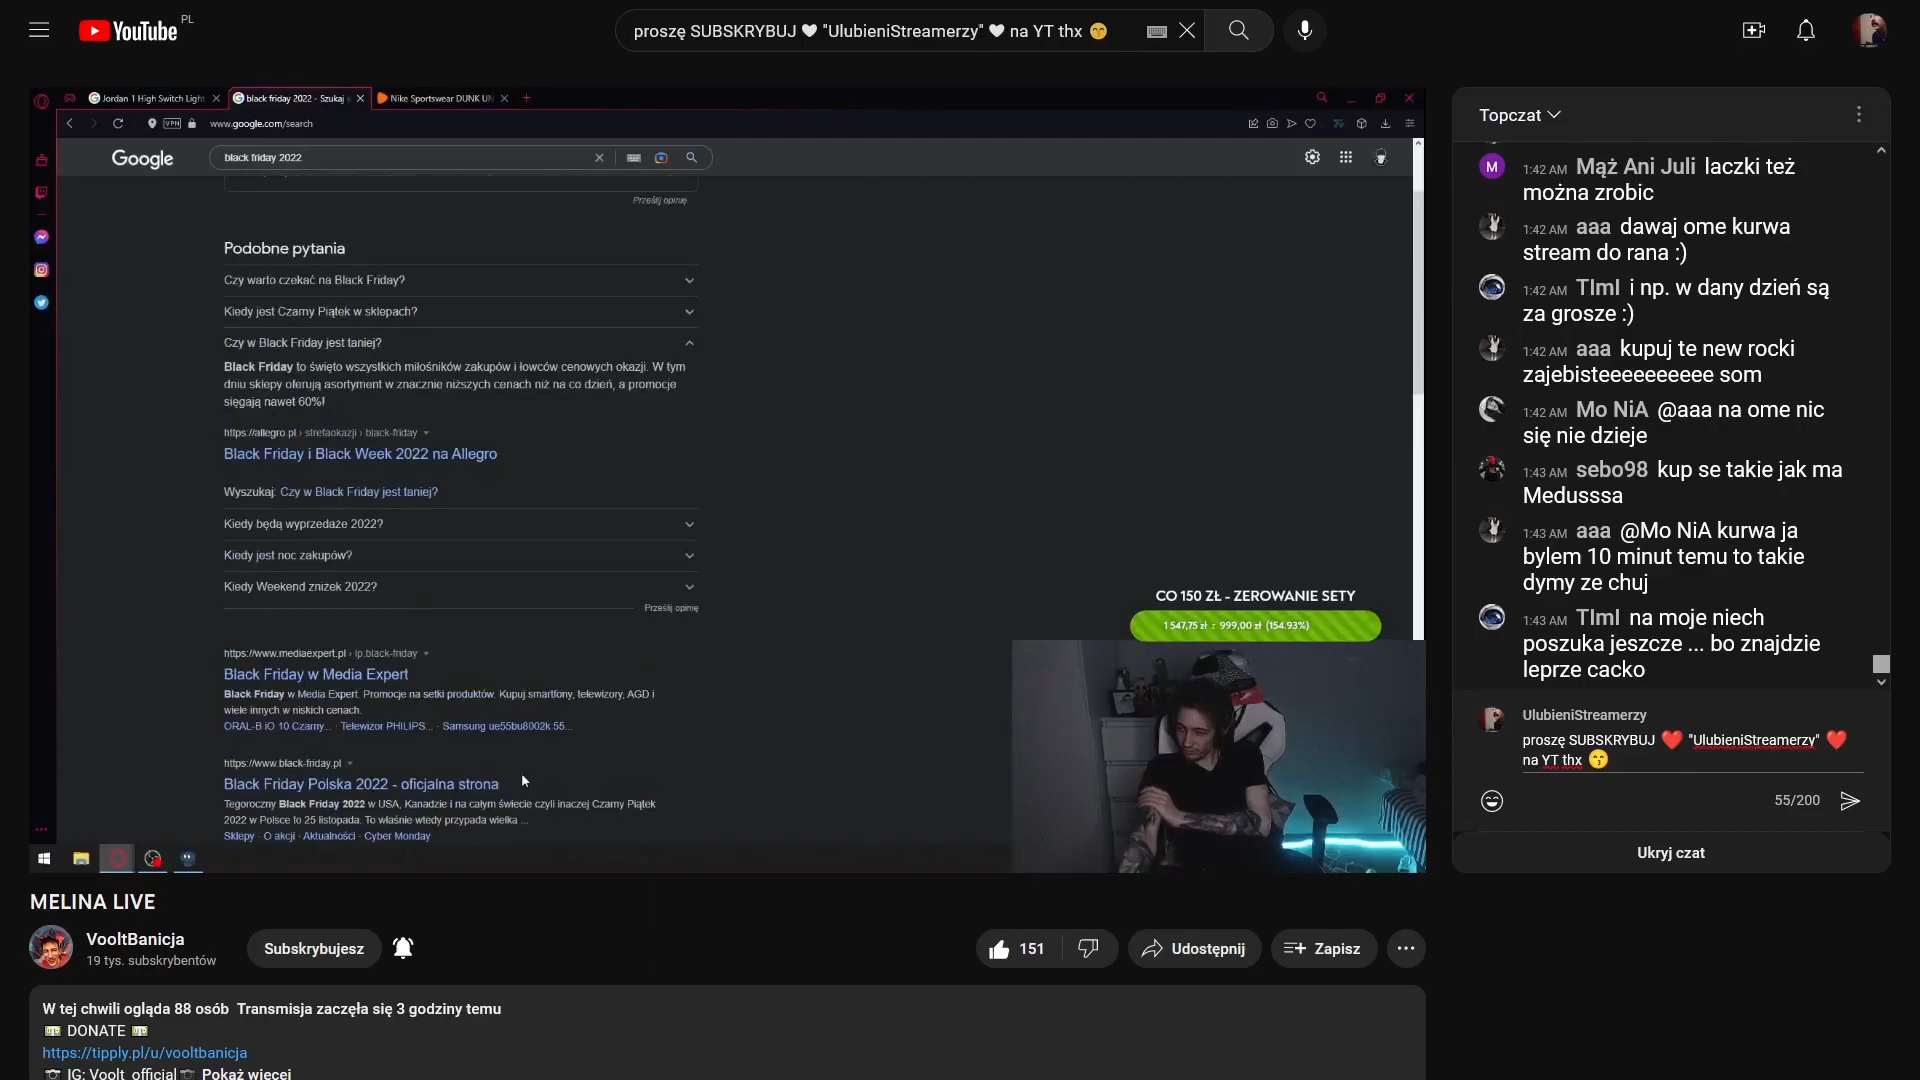 YouTube PL
proszę SUBSKRYBUJ 🤍 "UlubieniStreamerzy" 🤍 na YT thx 😙
Jordan 1 High Switch Light
black friday 2022 - Szukaj
Nike Sportswear DUNK UN
VPN
www.google.com/search
Google
black friday 2022
Prześlij opinię
Podobne pytania
Czy warto czekać na Black Friday?
Kiedy jest Czarny Piątek w sklepach?
Czy w Black Friday jest taniej?
Black Friday to święto wszystkich miłośników zakupów i łowców cenowych okazji. W tym
dniu sklepy oferują asortyment w znacznie niższych cenach niż na co dzień, a promocje
sięgają nawet 60%!
https://allegro.pl › strefaokazji › black-friday
Black Friday i Black Week 2022 na Allegro
Wyszukaj: Czy w Black Friday jest taniej?
Kiedy będą wyprzedaże 2022?
Kiedy jest noc zakupów?
Kiedy Weekend zniżek 2022?
Prześlij opinię
https://www.mediaexpert.pl › lp,black-friday
Black Friday w Media Expert
Black Friday w Media Expert. Promocje na setki produktów. Kupuj smartfony, telewizory, AGD i
wiele innych w niskich cenach.
ORAL-B iO 10 Czarny... · Telewizor PHILIPS... · Samsung ue55bu8002k 55...
https://www.black-friday.pl
Black Friday Polska 2022 - oficjalna strona
Tegoroczny Black Friday 2022 w USA, Kanadzie i na całym świecie czyli inaczej Czarny Piątek
2022 w Polsce to 25 listopada. To właśnie wtedy przypada wielka ...
Sklepy · O akcji · Aktualności · Cyber Monday
CO 150 ZŁ - ZEROWANIE SETY
1 547,75 zł z 999,00 zł (154.93%)
Topczat
M
1:42 AM Mąż Ani Juli laczki też
można zrobic
1:42 AM aaa dawaj ome kurwa
stream do rana :)
1:42 AM TlmI i np. w dany dzień są
za grosze :)
1:42 AM aaa kupuj te new rocki
zajebisteeeeeeeeee som
1:42 AM Mo NiA @aaa na ome nic
się nie dzieje
1:43 AM sebo98 kup se takie jak ma
Medusssa
1:43 AM aaa @Mo NiA kurwa ja
bylem 10 minut temu to takie
dymy ze chuj
1:43 AM TlmI na moje niech
poszuka jeszcze ... bo znajdzie
leprze cacko
UlubieniStreamerzy
proszę SUBSKRYBUJ ❤️ "UlubieniStreamerzy" ❤️
na YT thx 😙
55/200
Ukryj czat
MELINA LIVE
VooltBanicja
19 tys. subskrybentów
Subskrybujesz
151
Udostępnij
Zapisz
W tej chwili ogląda 88 osób Transmisja zaczęła się 3 godziny temu
💵 DONATE 💵
https://tipply.pl/u/vooltbanicja
📷 IG: Voolt_official 📷 Pokaż więcej